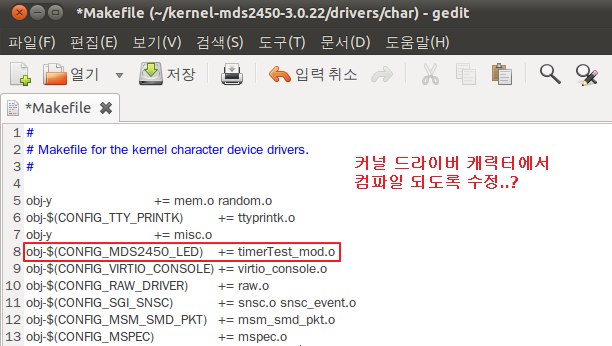 *Makefile (~/kernel-mds2450-3.0.22/drivers/char) - gedit
파일(F) 편집(E) 보기(V) 검색(S) 도구(T) 문서(D) 도움말(H)
열기 저장 입력 취소
*Makefile
1 #
2 # Makefile for the kernel character device drivers.
3 #
4
5 obj-y += mem.o random.o
6 obj-$(CONFIG_TTY_PRINTK) += ttyprintk.o
7 obj-y += misc.o
8 obj-$(CONFIG_MDS2450_LED) += timerTest_mod.o
9 obj-$(CONFIG_VIRTIO_CONSOLE) += virtio_console.o
10 obj-$(CONFIG_RAW_DRIVER) += raw.o
11 obj-$(CONFIG_SGI_SNSC) += snsc.o snsc_event.o
12 obj-$(CONFIG_MSM_SMD_PKT) += msm_smd_pkt.o
13 obj-$(CONFIG_MSPEC) += mspec.o
커널 드라이버 캐릭터에서
컴파일 되도록 수정..?